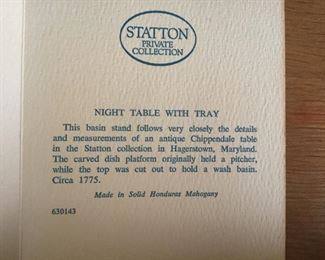 STATTON
PRIVATE
COLLECTION
NIGHT TABLE WITH TRAY
This basin stand follows very closely the details
and measurements of an antique Chippendale table
in the Statton collection in Hagerstown, Maryland.
The carved dish platform originally held a pitcher,
while the top was cut out to hold a wash basin.
Circa 1775.
Made in Solid Honduras Mahogany
630143